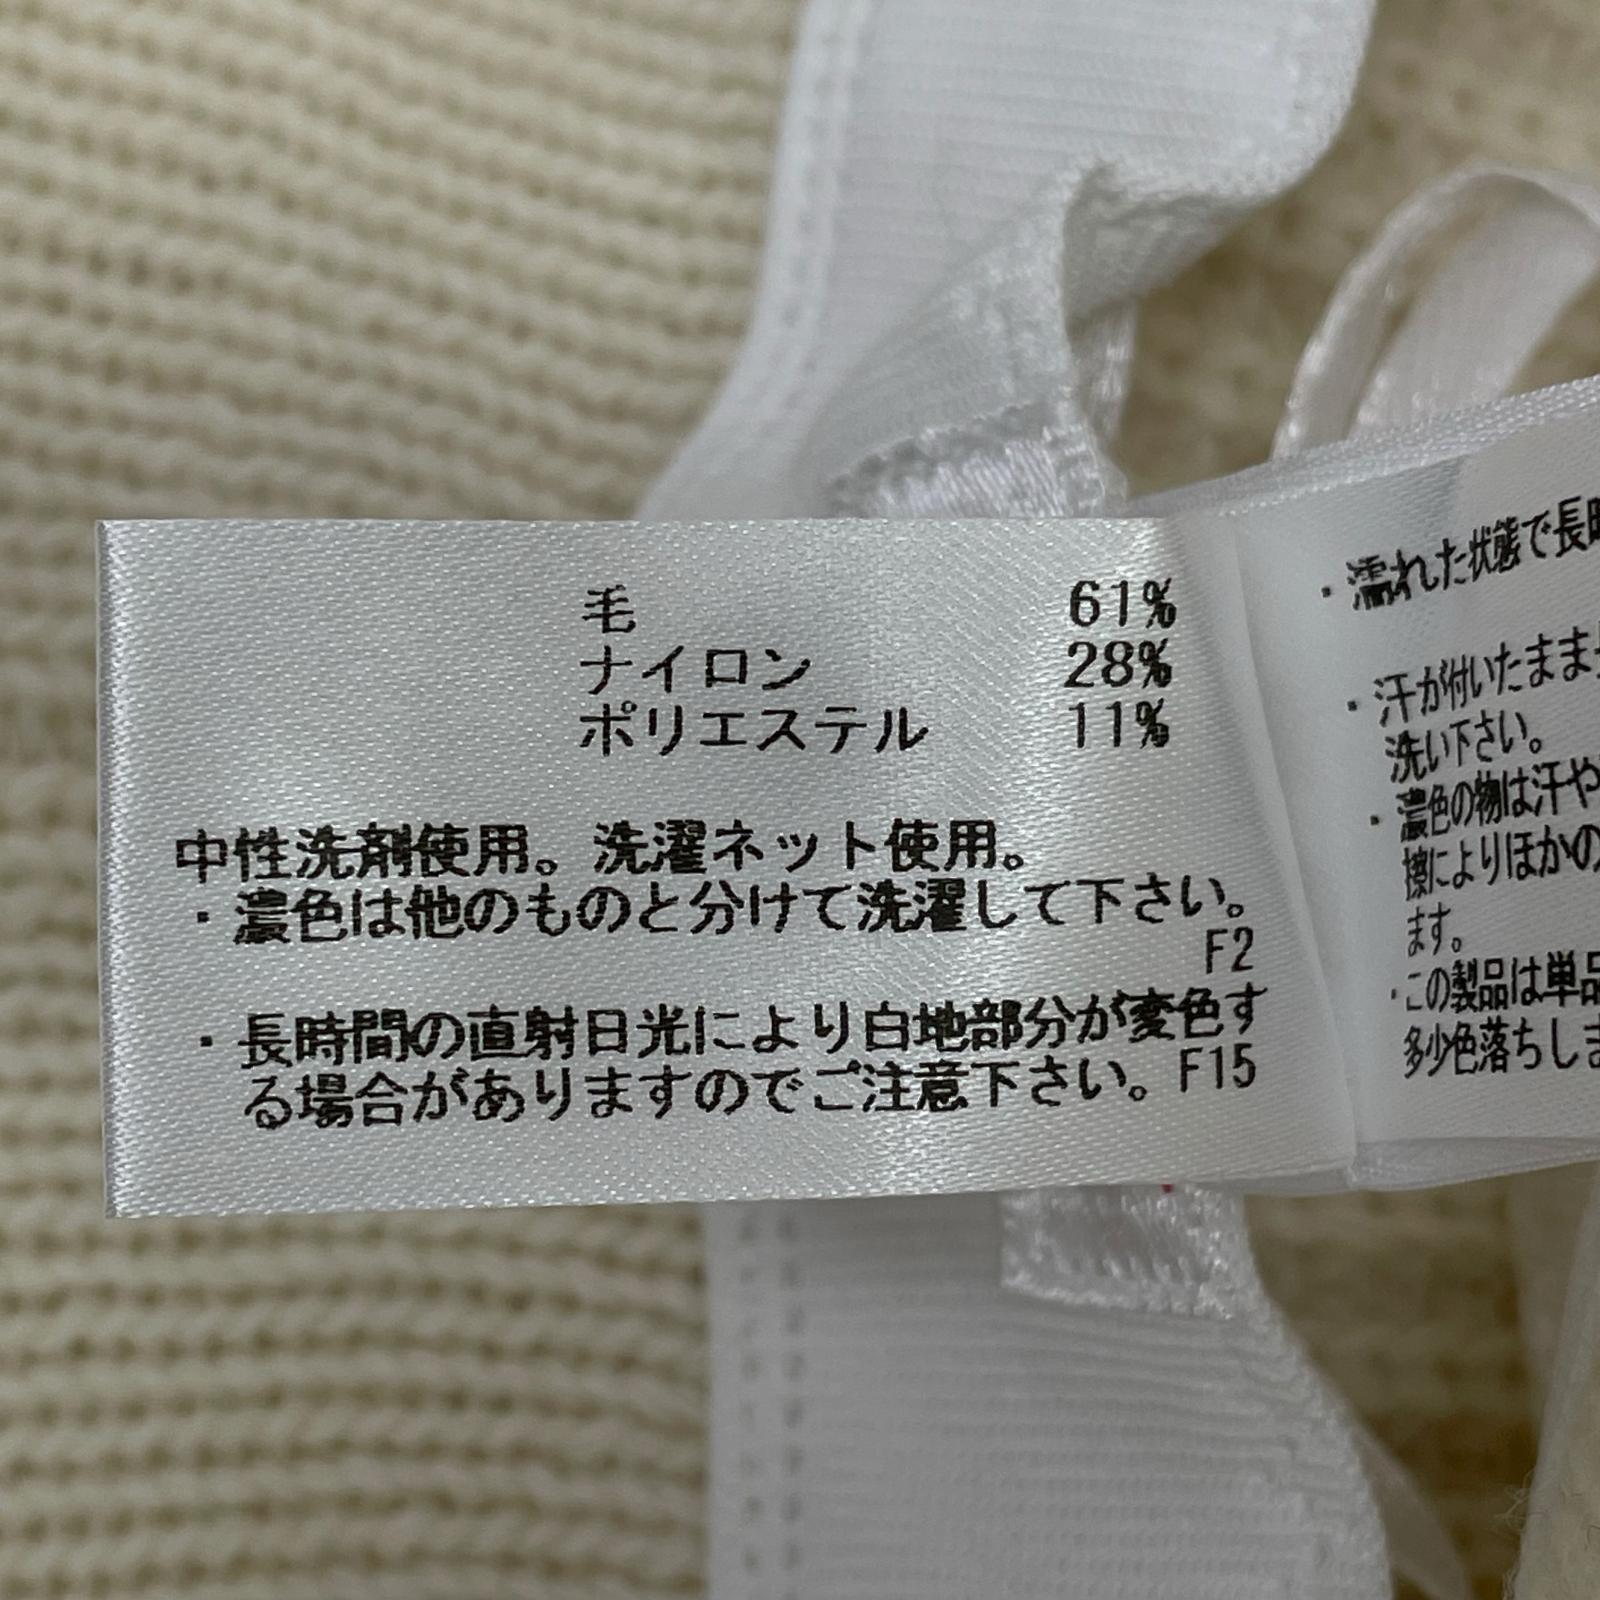 毛 61%
ナイロン 28%
ポリエステル 11%
中性洗剤使用。洗濯ネット使用。
・濃色は他のものと分けて洗濯して下さい。
F2
・長時間の直射日光により白地部分が変色す
る場合がありますのでご注意下さい。F15
・濡れた状態で長時
・汗が付いたまま
洗い下さい。
・濃色の物は汗や
擦によりほかの
ます。
・この製品は単品
多少色落ちしま